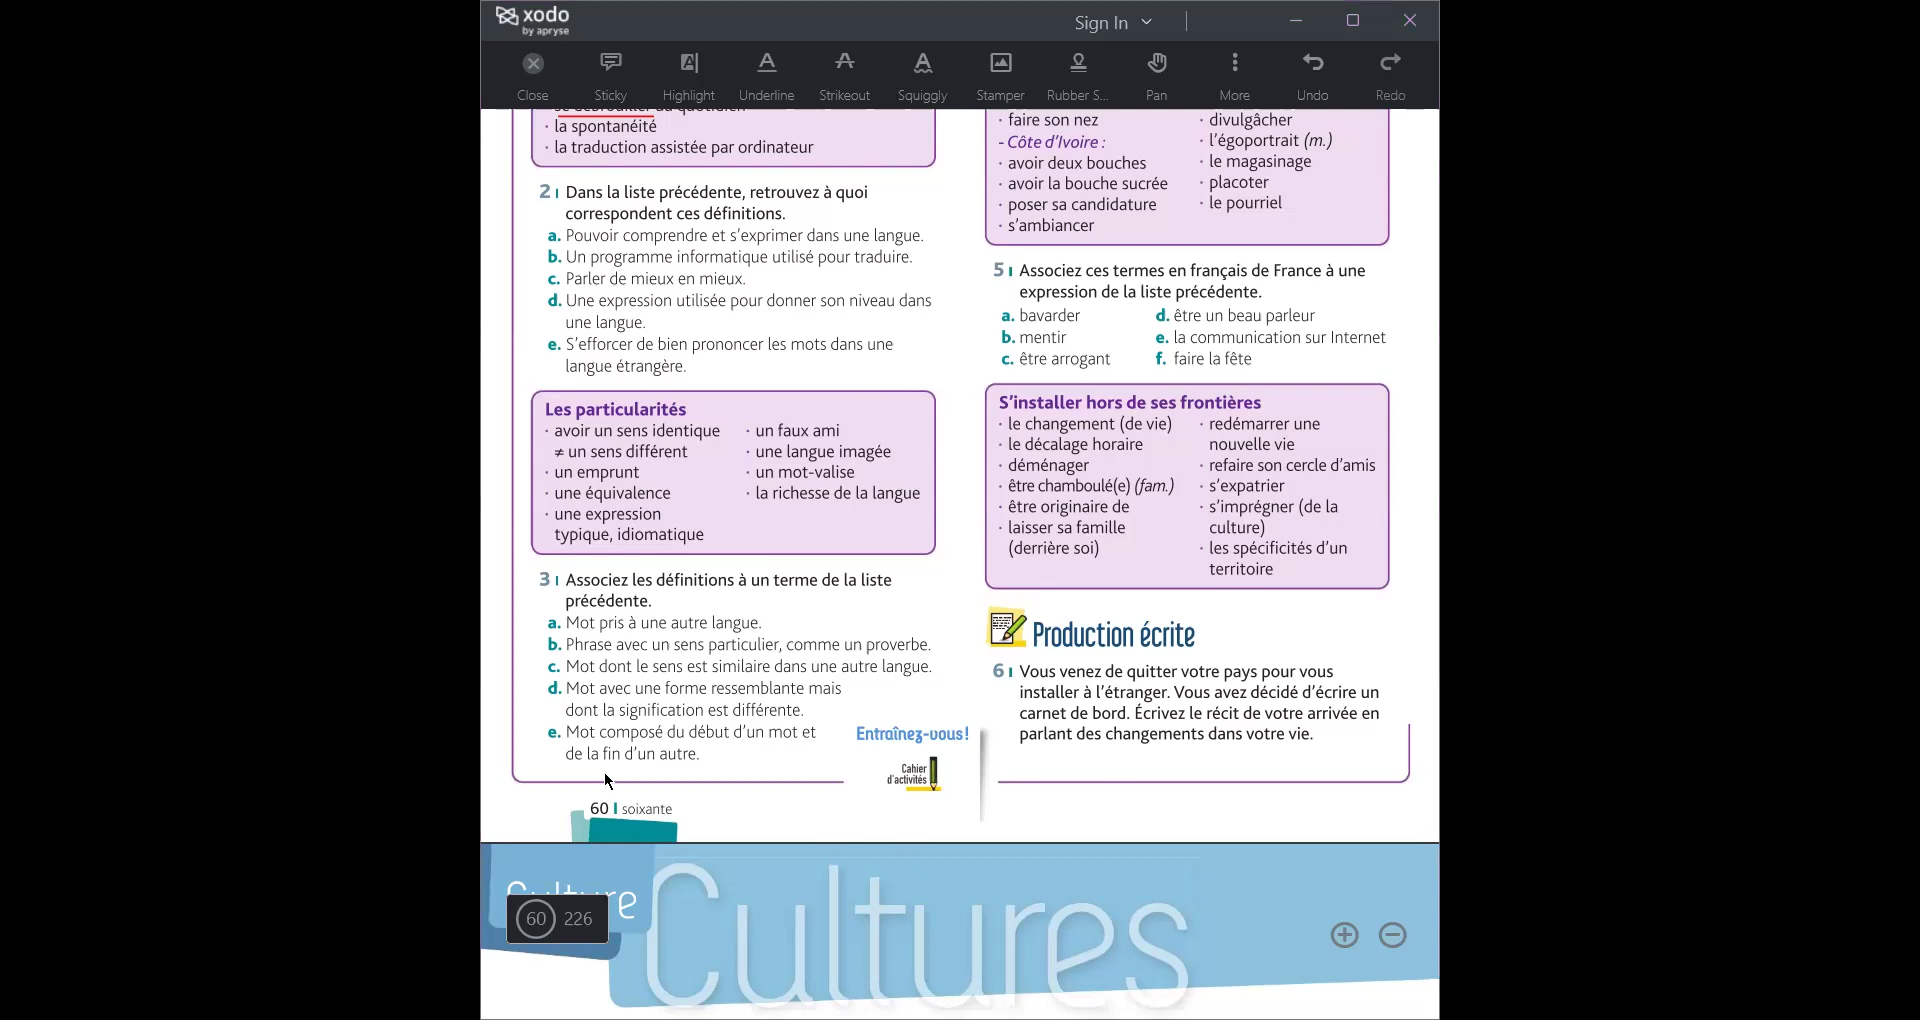 xodo
by apryse
Sign In
Close
Sticky
Highlight
Underline
Strikeout
Squiggly
Stamper
Rubber S...
Pan
More
Undo
Redo
se débrouiller au quotidien
· la spontanéité
· la traduction assistée par ordinateur
2 I Dans la liste précédente, retrouvez à quoi
correspondent ces définitions.
a. Pouvoir comprendre et s'exprimer dans une langue.
b. Un programme informatique utilisé pour traduire.
c. Parler de mieux en mieux.
d. Une expression utilisée pour donner son niveau dans
une langue.
e. S'efforcer de bien prononcer les mots dans une
langue étrangère.
Les particularités
· avoir un sens identique
≠ un sens différent
· un emprunt
· une équivalence
· une expression
typique, idiomatique
· un faux ami
· une langue imagée
· un mot-valise
· la richesse de la langue
3 I Associez les définitions à un terme de la liste
précédente.
a. Mot pris à une autre langue.
b. Phrase avec un sens particulier, comme un proverbe.
c. Mot dont le sens est similaire dans une autre langue.
d. Mot avec une forme ressemblante mais
dont la signification est différente.
e. Mot composé du début d'un mot et
de la fin d'un autre.
Entraînez-vous !
Cahier
d'activités
60 I soixante
· faire son nez
- Côte d'Ivoire :
· avoir deux bouches
· avoir la bouche sucrée
· poser sa candidature
· s'ambiancer
· divulgâcher
· l'égoportrait (m.)
· le magasinage
· placoter
· le pourriel
5 I Associez ces termes en français de France à une
expression de la liste précédente.
a. bavarder
b. mentir
c. être arrogant
d. être un beau parleur
e. la communication sur Internet
f. faire la fête
S'installer hors de ses frontières
· le changement (de vie)
· le décalage horaire
· déménager
· être chamboulé(e) (fam.)
· être originaire de
· laisser sa famille
(derrière soi)
· redémarrer une
nouvelle vie
· refaire son cercle d'amis
· s'expatrier
· s'imprégner (de la
culture)
· les spécificités d'un
territoire
Production écrite
6 I Vous venez de quitter votre pays pour vous
installer à l'étranger. Vous avez décidé d'écrire un
carnet de bord. Écrivez le récit de votre arrivée en
parlant des changements dans votre vie.
Culture
Cultures
60 226